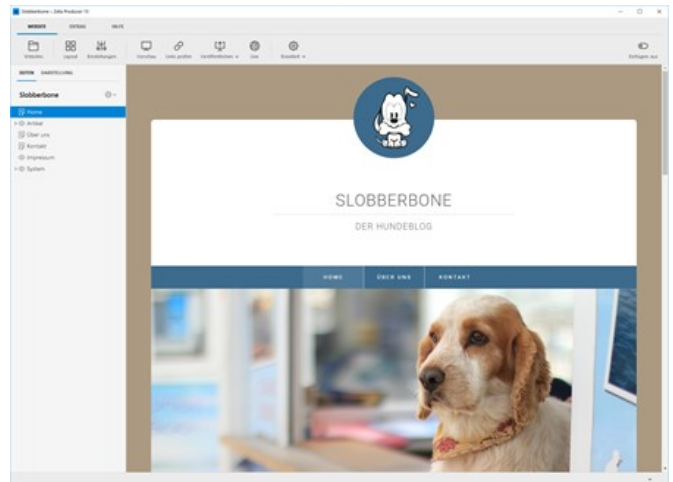 Slobberbone - Zeta Producer 15
WEBSITE EXTRAS HILFE
Websites Layout Einstellungen Vorschau Links prüfen Veröffentlichen Live Erweitert Einfügen aus
SEITEN DARSTELLUNG
Slobberbone
Home
Artikel
Über uns
Kontakt
Impressum
System
SLOBBERBONE
DER HUNDEBLOG
HOME ÜBER UNS KONTAKT